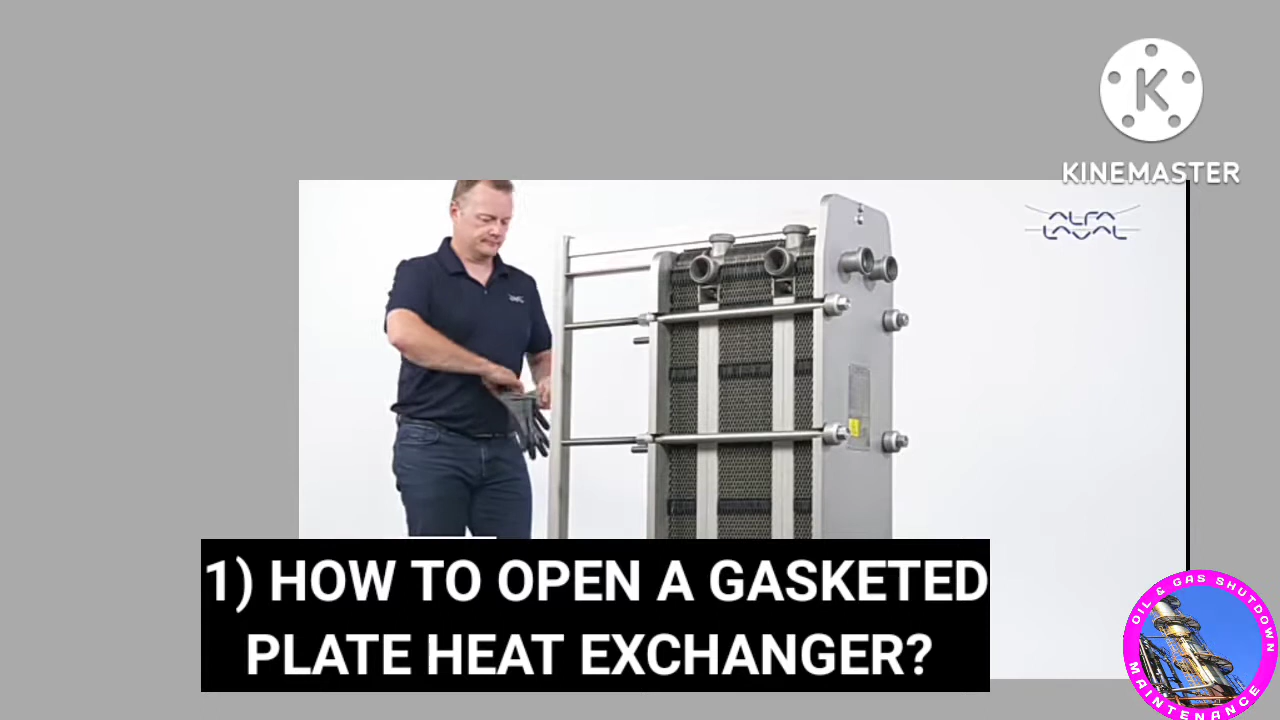 K
KINEMASTER
ALFA
LAVAL
1) HOW TO OPEN A GASKETED
PLATE HEAT EXCHANGER?
OIL & GAS SHUTDOWN
MAINTENANCE